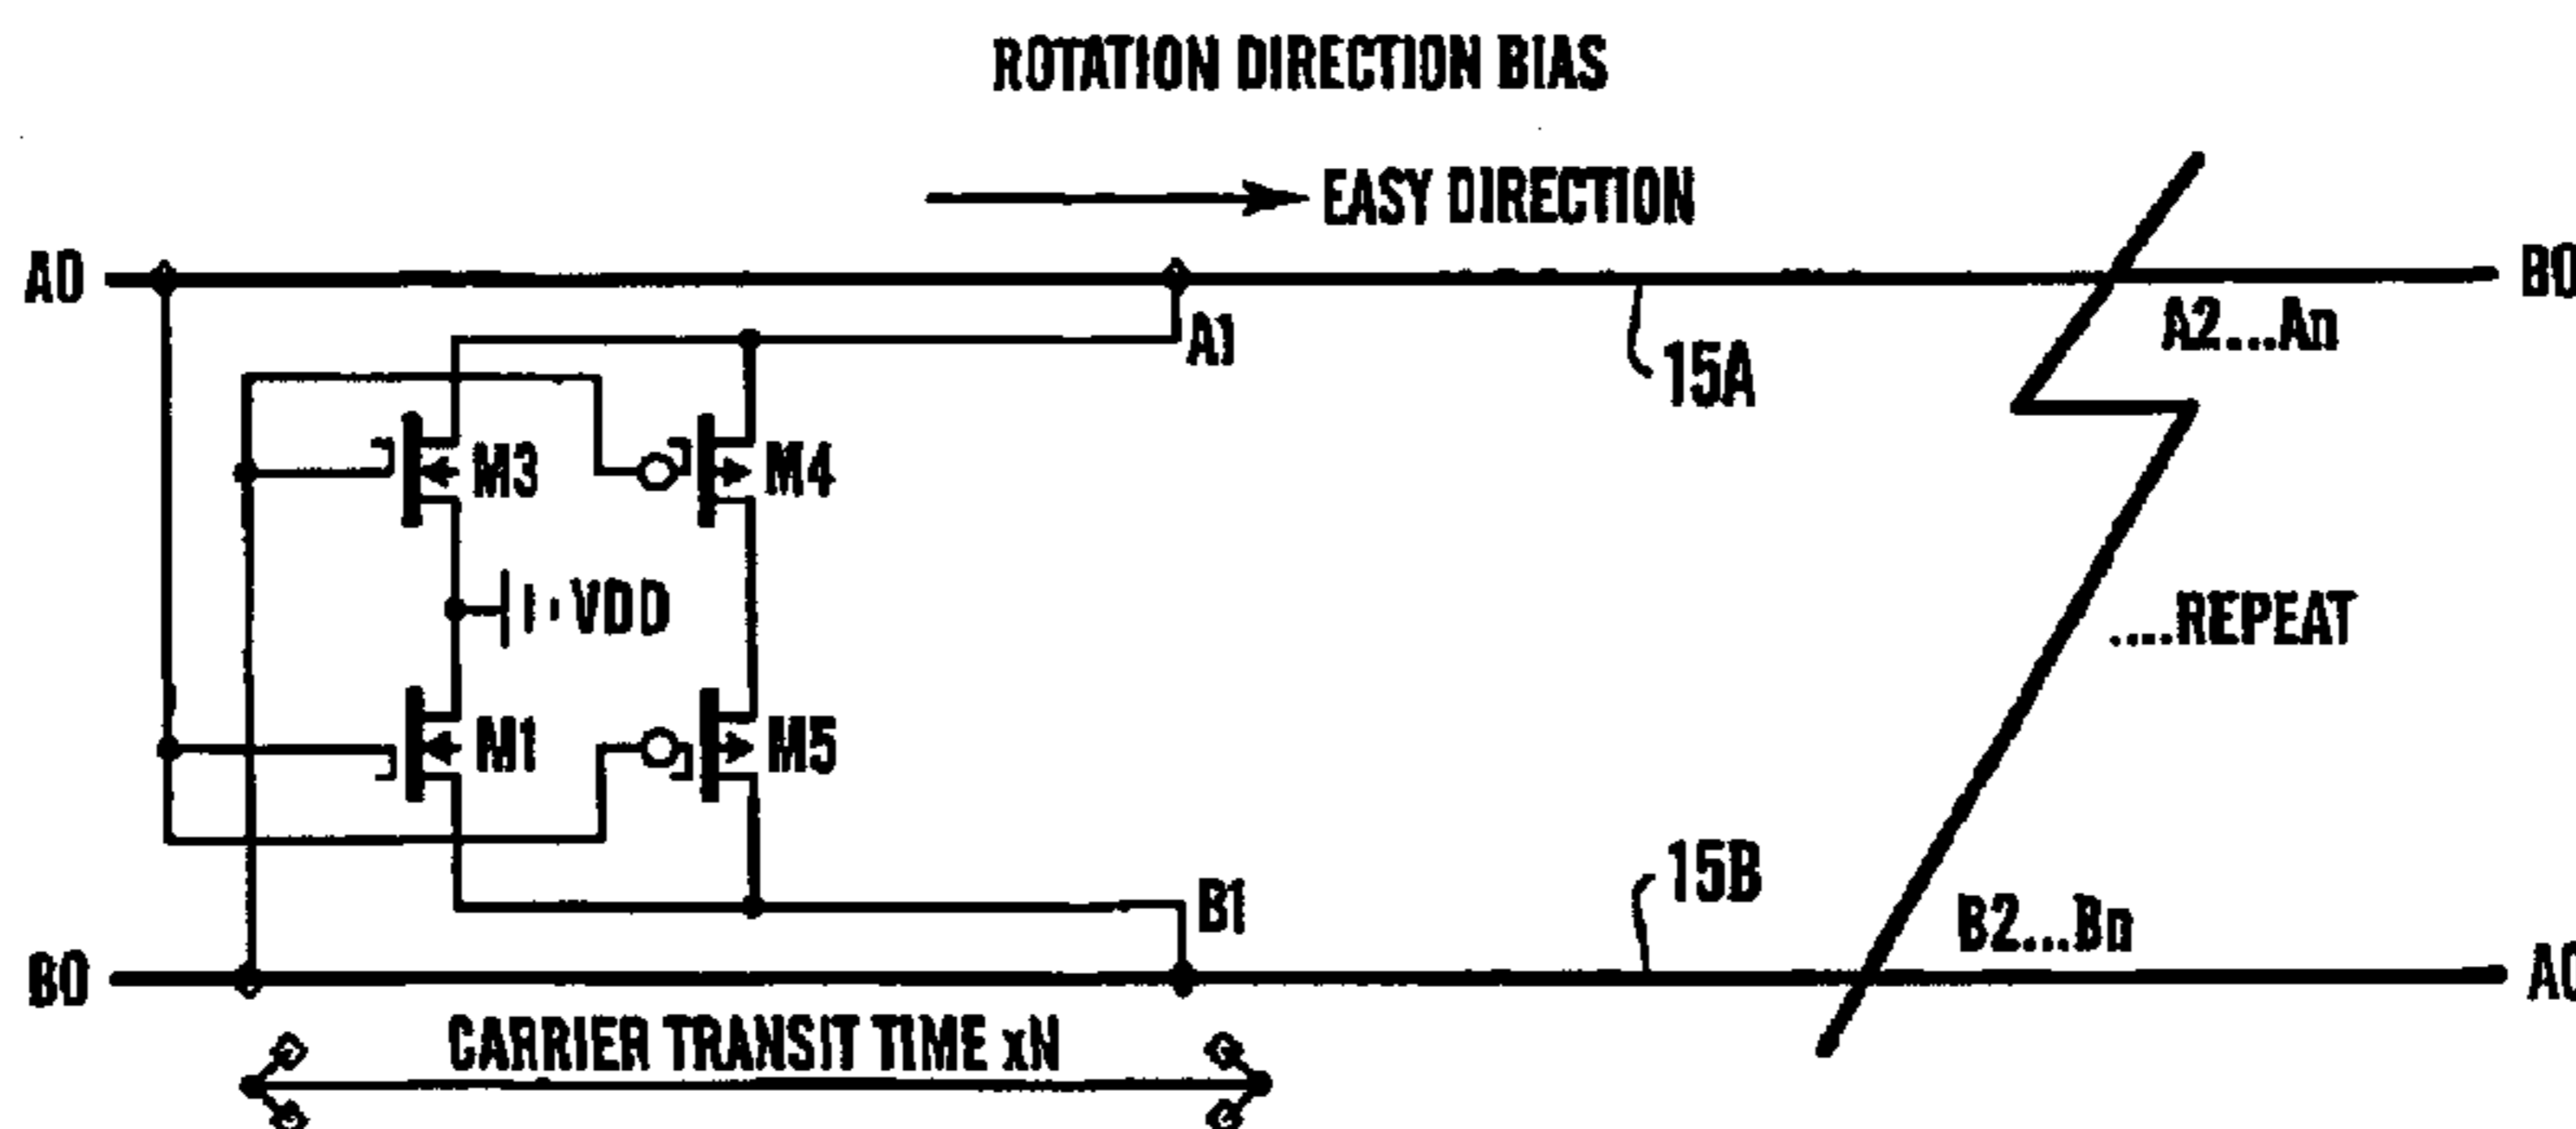 ROTATION DIRECTION BIAS
EASY DIRECTION
A0
B0
A1
A2...An
15A
M3
M4
VDD
....REPEAT
M1
M5
15B
B1
B2...Bn
B0
A0
CARRIER TRANSIT TIME xN